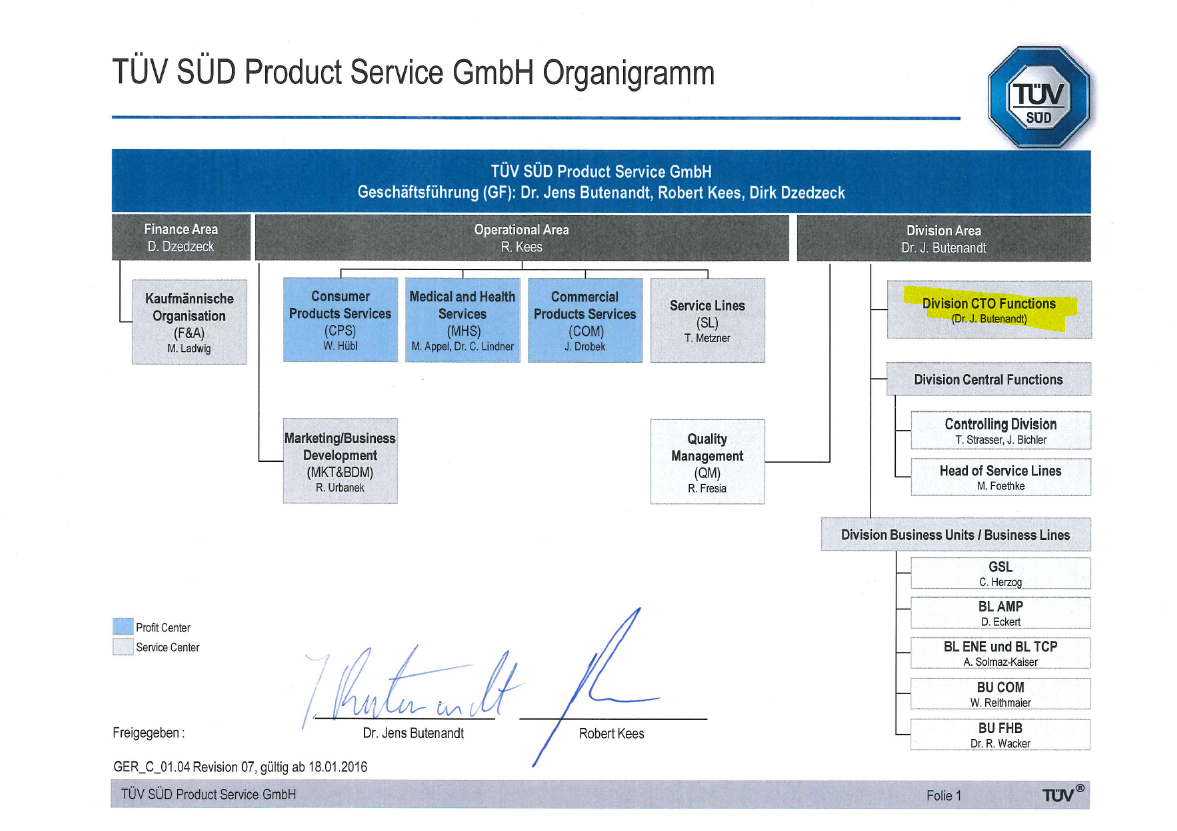 TÜV SÜD Product Service GmbH Organigramm
TÜV
SÜD
TÜV SÜD Product Service GmbH
Geschäftsführung (GF): Dr. Jens Butenandt, Robert Kees, Dirk Dzedzeck
Finance Area
D. Dzedzeck
Operational Area
R. Kees
Division Area
Dr. J. Butenandt
Kaufmännische
Organisation
(F&A)
M. Ladwig
Consumer
Products Services
(CPS)
W. Hübl
Medical and Health
Services
(MHS)
M. Appel, Dr. C. Lindner
Commercial
Products Services
(COM)
J. Drobek
Service Lines
(SL)
T. Metzner
Division CTO Functions
(Dr. J. Butenandt)
Division Central Functions
Controlling Division
T. Strasser, J. Bichler
Head of Service Lines
M. Foethke
Marketing/Business
Development
(MKT&BDM)
R. Urbanek
Quality
Management
(QM)
R. Fresia
Division Business Units / Business Lines
GSL
C. Herzog
BL AMP
D. Eckert
BL ENE und BL TCP
A. Solmaz-Kaiser
BU COM
W. Reithmaier
BU FHB
Dr. R. Wacker
Profit Center
Service Center
J. Butenandt
Freigegeben :
Dr. Jens Butenandt
Robert Kees
GER_C_01.04 Revision 07, gültig ab 18.01.2016
TÜV SÜD Product Service GmbH
Folie 1
TÜV®